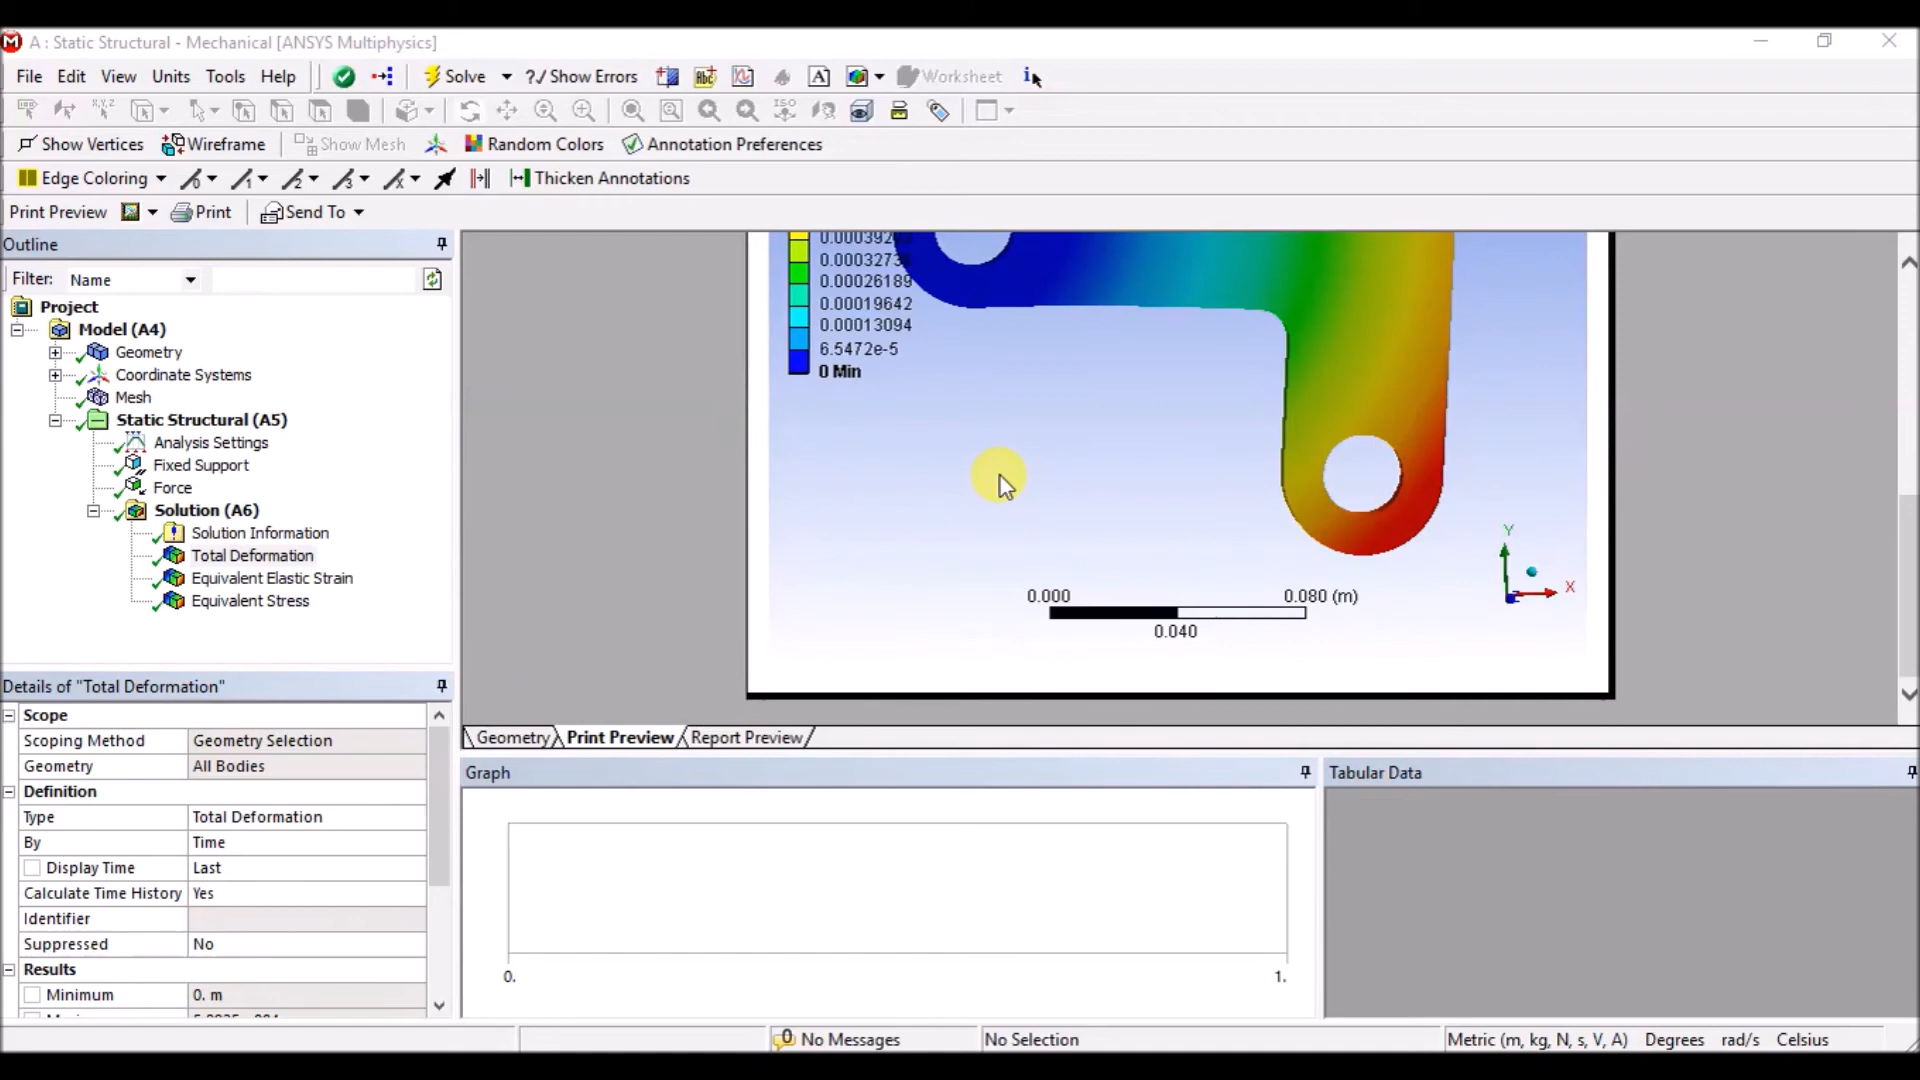 A : Static Structural - Mechanical [ANSYS Multiphysics]
File Edit View Units Tools Help Solve ?/ Show Errors Worksheet
Show Vertices Wireframe Show Mesh Random Colors Annotation Preferences
Edge Coloring Thicken Annotations
Print Preview Print Send To
Outline
Filter: Name
Project
Model (A4)
Geometry
Coordinate Systems
Mesh
Static Structural (A5)
Analysis Settings
Fixed Support
Force
Solution (A6)
Solution Information
Total Deformation
Equivalent Elastic Strain
Equivalent Stress
Details of "Total Deformation"
Scope
Scoping Method Geometry Selection
Geometry All Bodies
Definition
Type Total Deformation
By Time
Display Time Last
Calculate Time History Yes
Identifier
Suppressed No
Results
Minimum 0. m
0.00026189
0.00019642
0.00013094
6.5472e-5
0 Min
0.000 0.080 (m)
0.040
Y
X
Geometry Print Preview Report Preview
Graph
0. 1.
Tabular Data
No Messages No Selection Metric (m, kg, N, s, V, A) Degrees rad/s Celsius